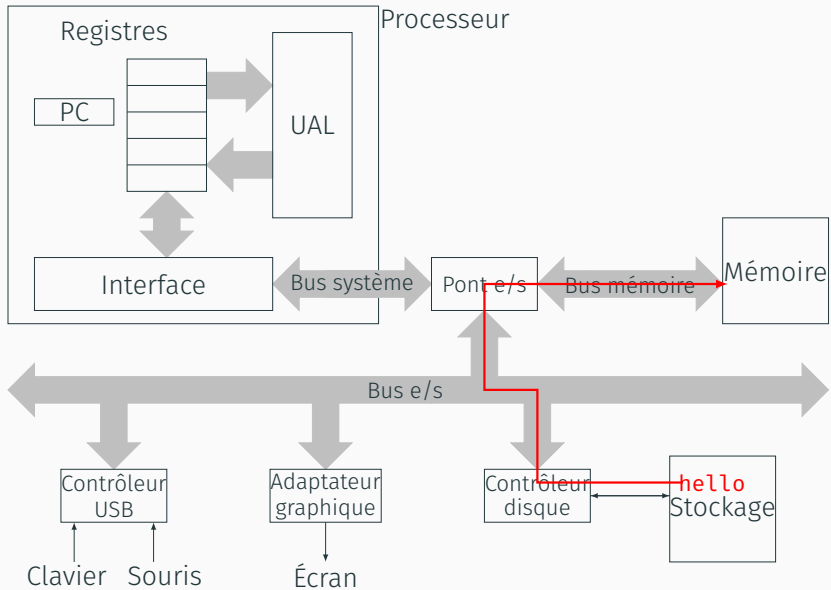 Processeur
Registres
PC
UAL
Interface
Bus système
Pont e/s
Bus mémoire
Mémoire
Bus e/s
Contrôleur
USB
Adaptateur
graphique
Contrôleur
disque
hello
Stockage
Clavier
Souris
Écran